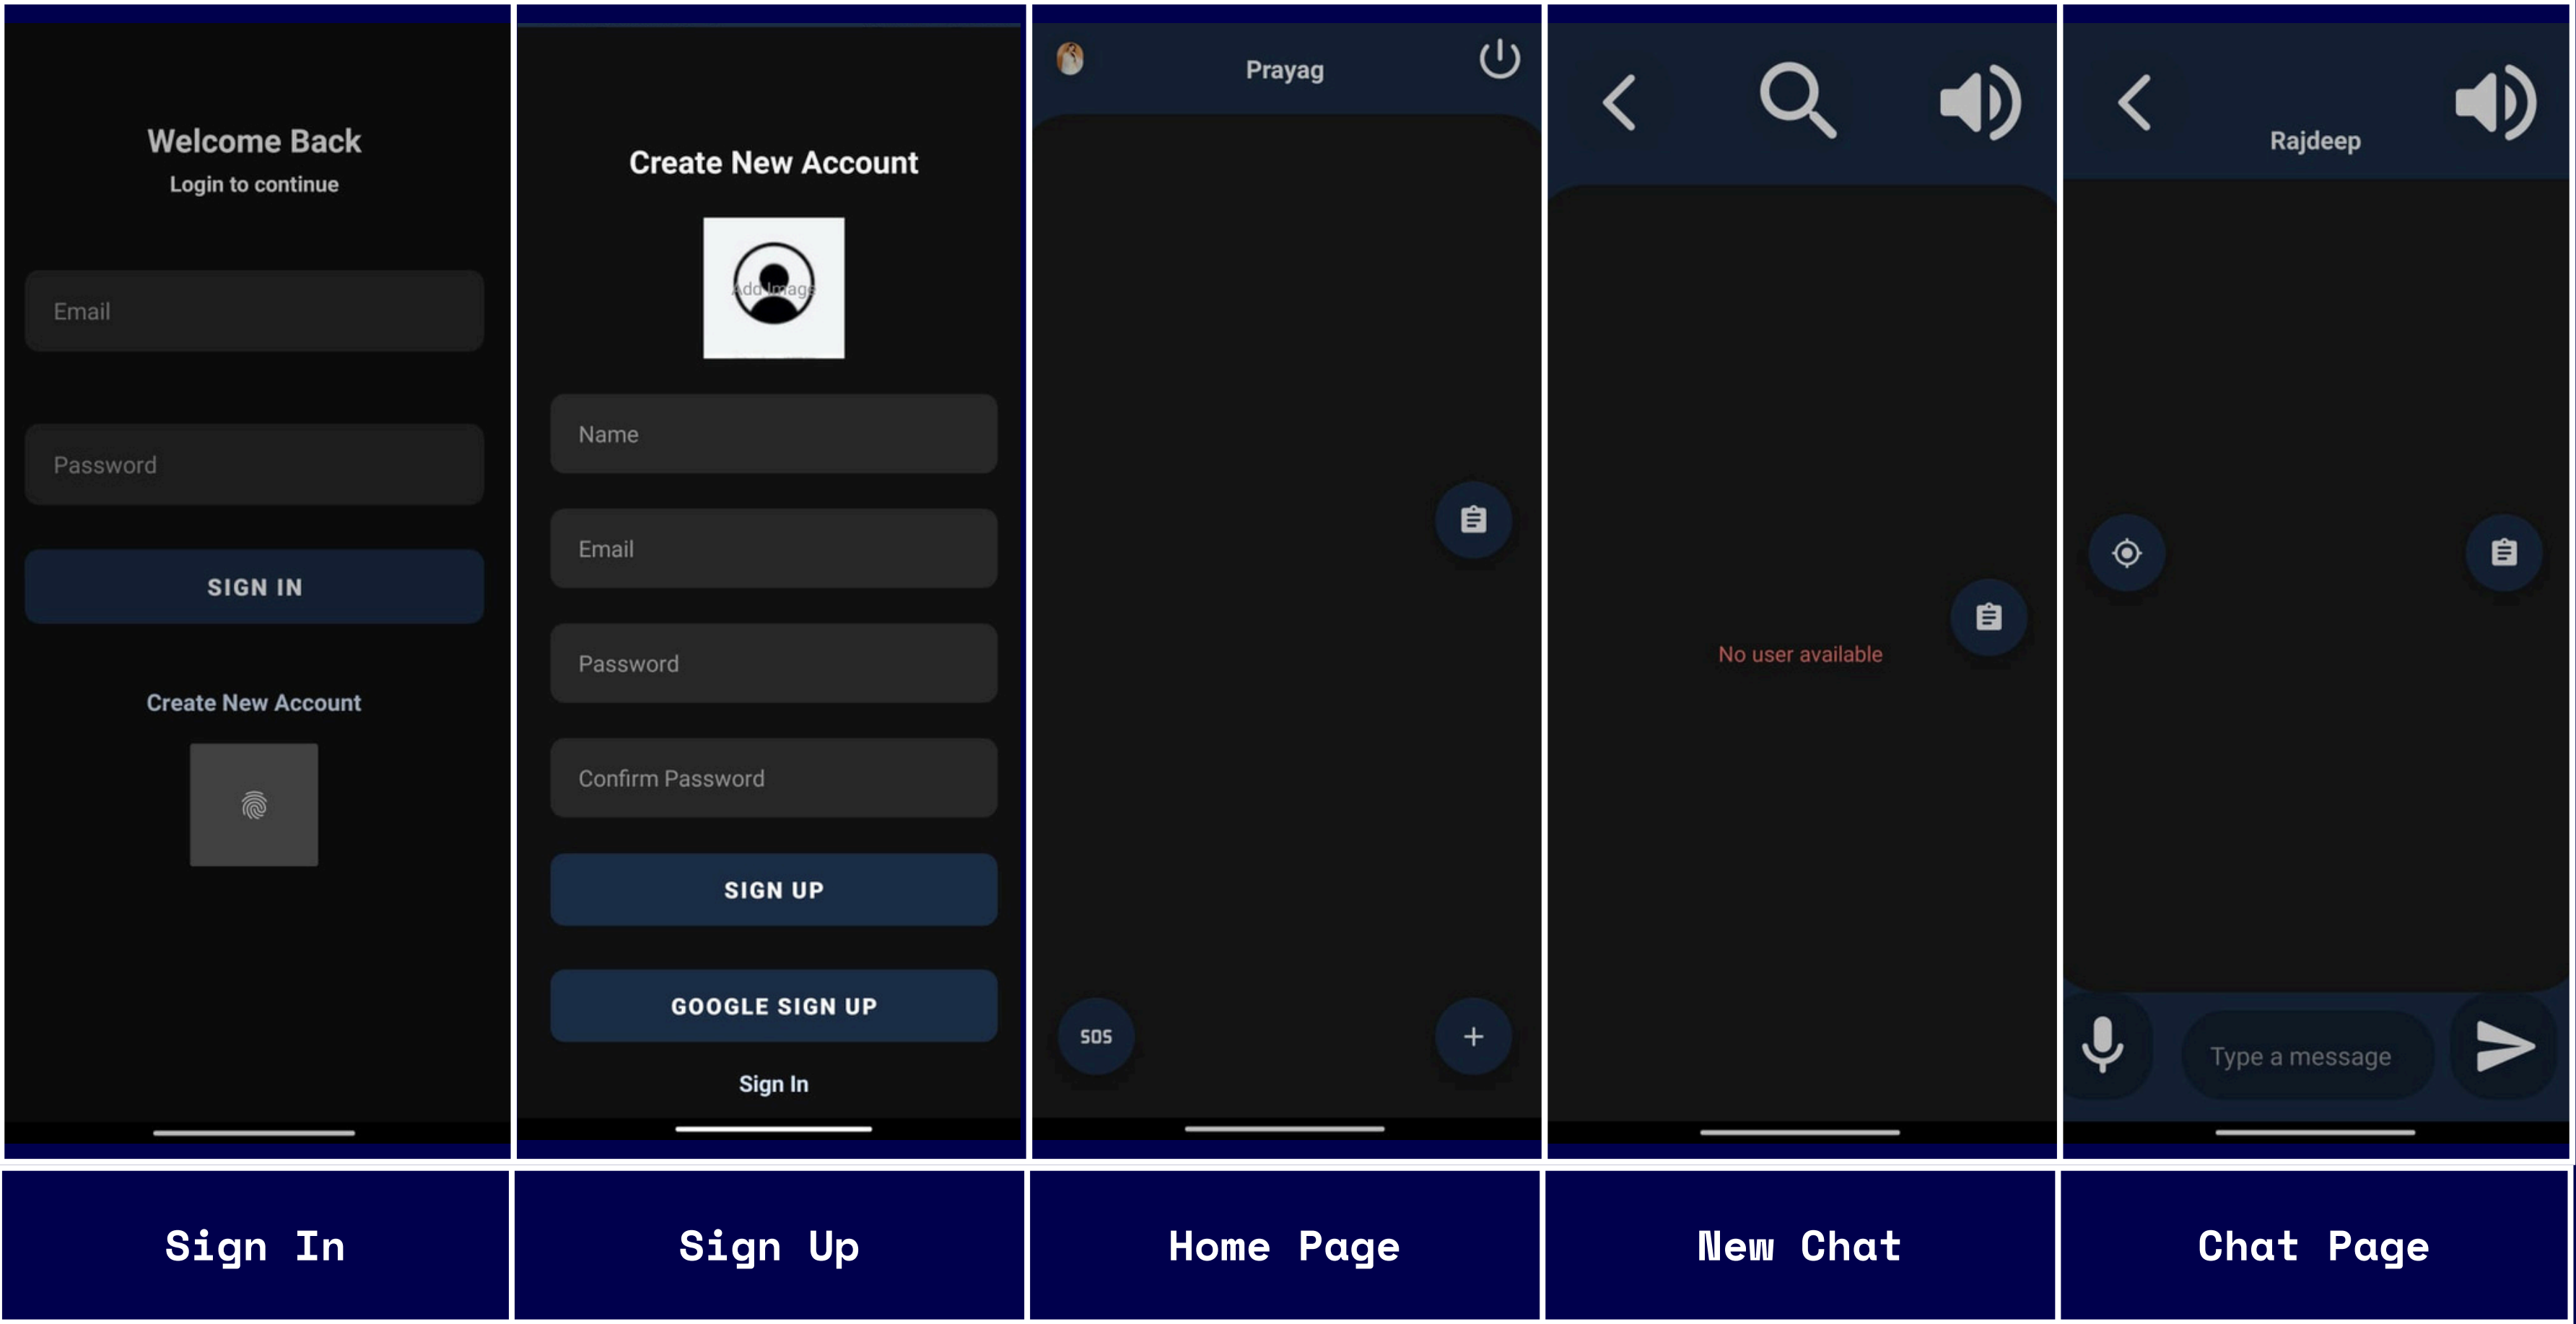 Welcome Back
Login to continue
Email
Password
SIGN IN
Create New Account
Create New Account
Add Image
Name
Email
Password
Confirm Password
SIGN UP
GOOGLE SIGN UP
Sign In
Prayag
SOS
+
No user available
Rajdeep
Type a message
Sign In
Sign Up
Home Page
New Chat
Chat Page